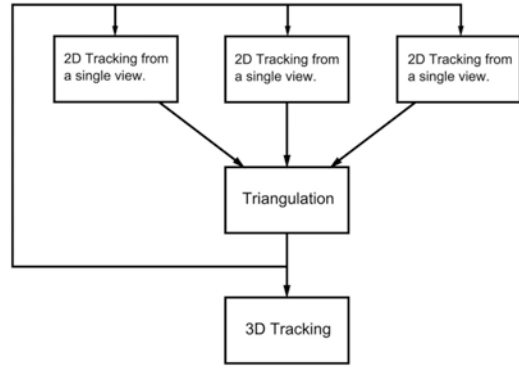 2D Tracking from
a single view.
2D Tracking from
a single view.
2D Tracking from
a single view.
Triangulation
3D Tracking